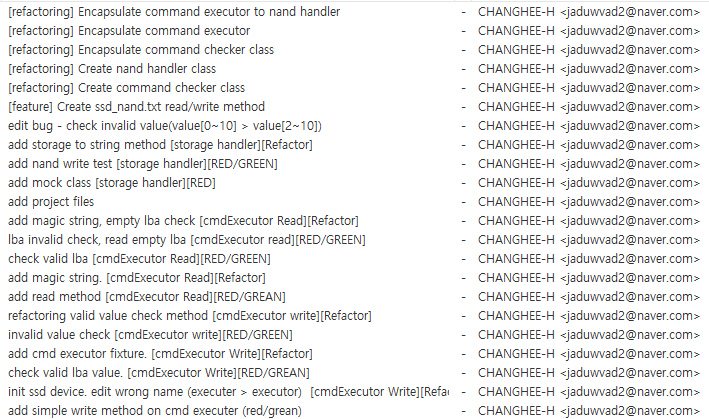 [refactoring] Encapsulate command executor to nand handler - CHANGHEE-H <jaduwvad2@naver.com>
[refactoring] Encapsulate command executor - CHANGHEE-H <jaduwvad2@naver.com>
[refactoring] Encapsulate command checker class - CHANGHEE-H <jaduwvad2@naver.com>
[refactoring] Create nand handler class - CHANGHEE-H <jaduwvad2@naver.com>
[refactoring] Create command checker class - CHANGHEE-H <jaduwvad2@naver.com>
[feature] Create ssd_nand.txt read/write method - CHANGHEE-H <jaduwvad2@naver.com>
edit bug - check invalid value(value[0~10] > value[2~10]) - CHANGHEE-H <jaduwvad2@naver.com>
add storage to string method [storage handler][Refactor] - CHANGHEE-H <jaduwvad2@naver.com>
add nand write test [storage handler][RED/GREEN] - CHANGHEE-H <jaduwvad2@naver.com>
add mock class [storage handler][RED] - CHANGHEE-H <jaduwvad2@naver.com>
add project files - CHANGHEE-H <jaduwvad2@naver.com>
add magic string, empty lba check [cmdExecutor Read][Refactor] - CHANGHEE-H <jaduwvad2@naver.com>
lba invalid check, read empty lba [cmdExecutor read][RED/GREEN] - CHANGHEE-H <jaduwvad2@naver.com>
check valid lba [cmdExecutor Read][RED/GREEN] - CHANGHEE-H <jaduwvad2@naver.com>
add magic string. [cmdExecutor Read][Refactor] - CHANGHEE-H <jaduwvad2@naver.com>
add read method [cmdExecutor Read][RED/GREAN] - CHANGHEE-H <jaduwvad2@naver.com>
refactoring valid value check method [cmdExecutor write][Refactor] - CHANGHEE-H <jaduwvad2@naver.com>
invalid value check [cmdExecutor write][RED/GREEN] - CHANGHEE-H <jaduwvad2@naver.com>
add cmd executor fixture. [cmdExecutor Write][Refactor] - CHANGHEE-H <jaduwvad2@naver.com>
check valid lba value. [cmdExecutor Write][RED/GREAN] - CHANGHEE-H <jaduwvad2@naver.com>
init ssd device. edit wrong name (executer > executor) [cmdExecutor Write][Refa - CHANGHEE-H <jaduwvad2@naver.com>
add simple write method on cmd executer (red/grean) - CHANGHEE-H <jaduwvad2@naver.com>